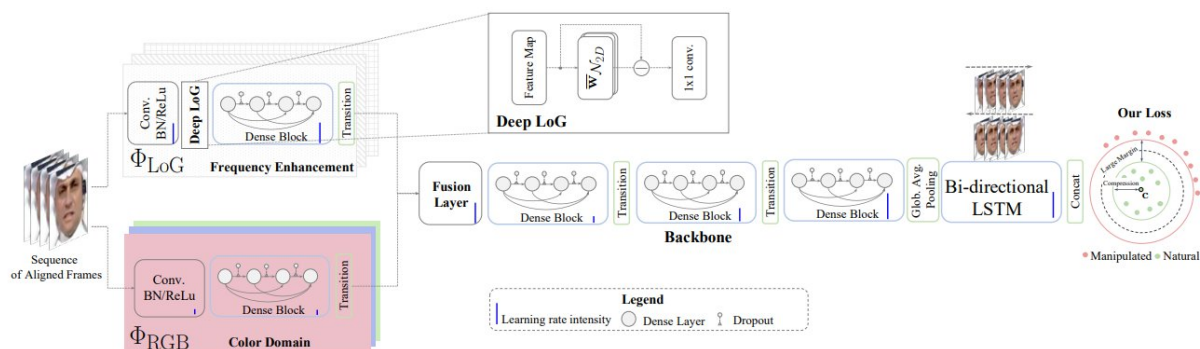 Conv.
BN/ReLu
Deep LoG
Dense Block
Transition
Φ_LoG
Frequency Enhancement
Feature Map
w̅N_2D
1x1 conv.
Deep LoG
Sequence
of Aligned Frames
Conv.
BN/ReLu
Dense Block
Transition
Φ_RGB
Color Domain
Fusion
Layer
Dense Block
Transition
Dense Block
Transition
Dense Block
Glob. Avg.
Pooling
Backbone
Bi-directional
LSTM
Concat
Our Loss
Large Margin
Compression
c
Manipulated
Natural
Legend
Learning rate intensity
Dense Layer
Dropout